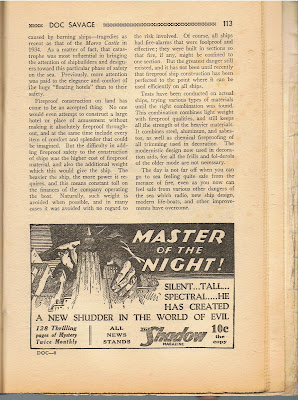 DOC SAVAGE
113
caused by burning ships—tragedies as
recent as that of the Morro Castle in
1934. As a matter of fact, that catas-
trophe was most influential in bringing
the attention of shipbuilders and design-
ers toward this particular phase of safety
on the sea. Previously, more attention
was paid to the elegance and comfort of
the huge "floating hotels" than to their
safety.
Fireproof construction on land has
come to be an accepted thing. No one
would even attempt to construct a large
hotel or place of amusement without
making it absolutely fireproof through-
out, and at the same time include every
item of comfort and splendor that could
be imagined. But the difficulty in add-
ing fireproof safety to the construction
of ships was the higher cost of fireproof
material, and also the additional weight
which this would give the ship. The
heavier the ship, the more power it re-
quires, and this means constant toll on
the finances of the company operating
the boat. Naturally, such weight is
avoided when possible, and in many
cases it was avoided with no regard to
the risk involved. Of course, all ships
had fire-alarms that were foolproof and
effective; they were built in sections so
that fire, if any, might be confined to
one section. But the greatest danger still
existed, and it has not been until recently
that fireproof ship construction has been
perfected to the point where it can be
used efficiently on all ships.
Tests have been conducted on actual
ships, trying various types of materials
until the right combination was found.
This combination combines light weight
with fireproof qualities, and still keeps
all the strength of the heavier materials.
It combines steel, aluminum, and asbes-
tos, as well as chemical fireproofing of
all trimming used in decoration. The
modernistic design now used in decora-
tion aids, for all the frills and fol-derols
of the older mode are not necessary.
The day is not far off when you can
go to sea feeling quite safe from the
menace of fire, even as you now can
feel safe from various other dangers of
the sea which radio, new ship design,
modern life-boats, and other improve-
ments have overcome.
MASTER
OF THE
NIGHT!
SILENT...TALL...
SPECTRAL....HE
HAS CREATED
A NEW SHUDDER IN THE WORLD OF EVIL
128 Thrilling
pages of Mystery
Twice Monthly
ALL
NEWS
STANDS
The Shadow
MAGAZINE
10c
the
copy
DOC—8